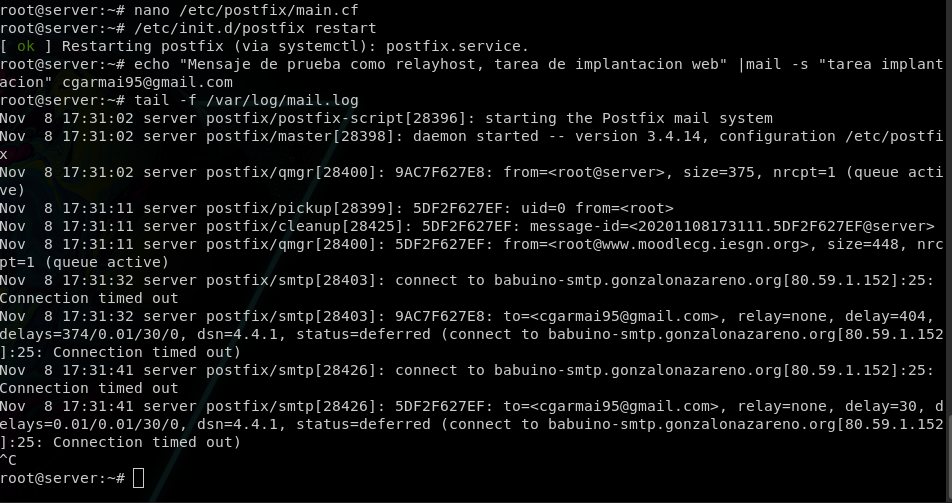 root@server:~# nano /etc/postfix/main.cf
root@server:~# /etc/init.d/postfix restart
[ ok ] Restarting postfix (via systemctl): postfix.service.
root@server:~# echo "Mensaje de prueba como relayhost, tarea de implantacion web" |mail -s "tarea implant
acion" cgarmai95@gmail.com
root@server:~# tail -f /var/log/mail.log
Nov  8 17:31:02 server postfix/postfix-script[28396]: starting the Postfix mail system
Nov  8 17:31:02 server postfix/master[28398]: daemon started -- version 3.4.14, configuration /etc/postfi
x
Nov  8 17:31:02 server postfix/qmgr[28400]: 9AC7F627E8: from=<root@server>, size=375, nrcpt=1 (queue acti
ve)
Nov  8 17:31:11 server postfix/pickup[28399]: 5DF2F627EF: uid=0 from=<root>
Nov  8 17:31:11 server postfix/cleanup[28425]: 5DF2F627EF: message-id=<20201108173111.5DF2F627EF@server>
Nov  8 17:31:11 server postfix/qmgr[28400]: 5DF2F627EF: from=<root@www.moodlecg.iesgn.org>, size=448, nrc
pt=1 (queue active)
Nov  8 17:31:32 server postfix/smtp[28403]: connect to babuino-smtp.gonzalonazareno.org[80.59.1.152]:25:
Connection timed out
Nov  8 17:31:32 server postfix/smtp[28403]: 9AC7F627E8: to=<cgarmai95@gmail.com>, relay=none, delay=404,
delays=374/0.01/30/0, dsn=4.4.1, status=deferred (connect to babuino-smtp.gonzalonazareno.org[80.59.1.152
]:25: Connection timed out)
Nov  8 17:31:41 server postfix/smtp[28426]: connect to babuino-smtp.gonzalonazareno.org[80.59.1.152]:25:
Connection timed out
Nov  8 17:31:41 server postfix/smtp[28426]: 5DF2F627EF: to=<cgarmai95@gmail.com>, relay=none, delay=30, d
elays=0.01/0.01/30/0, dsn=4.4.1, status=deferred (connect to babuino-smtp.gonzalonazareno.org[80.59.1.152
]:25: Connection timed out)
^C
root@server:~#